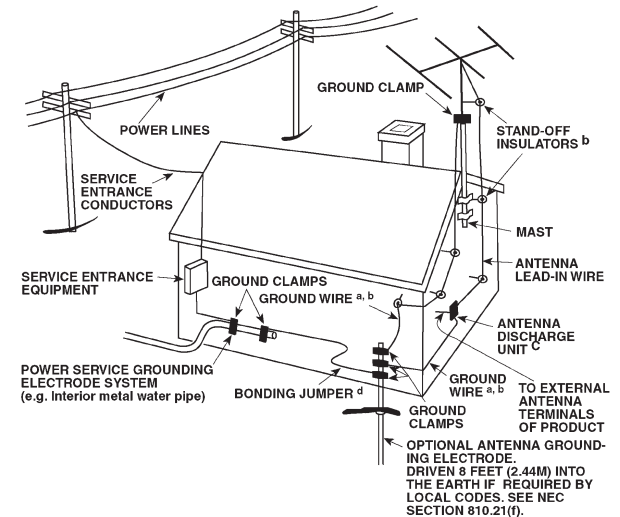 GROUND CLAMP
POWER LINES
STAND-OFF
INSULATORS b
SERVICE
ENTRANCE
CONDUCTORS
MAST
ANTENNA
LEAD-IN WIRE
SERVICE ENTRANCE
EQUIPMENT
GROUND CLAMPS
GROUND WIRE a, b
ANTENNA
DISCHARGE
UNIT C
POWER SERVICE GROUNDING
ELECTRODE SYSTEM
(e.g. Interior metal water pipe)
BONDING JUMPER d
GROUND
WIRE a, b
TO EXTERNAL
ANTENNA
TERMINALS
OF PRODUCT
GROUND
CLAMPS
OPTIONAL ANTENNA GROUND-
ING ELECTRODE.
DRIVEN 8 FEET (2.44M) INTO
THE EARTH IF REQUIRED BY
LOCAL CODES. SEE NEC
SECTION 810.21(f).